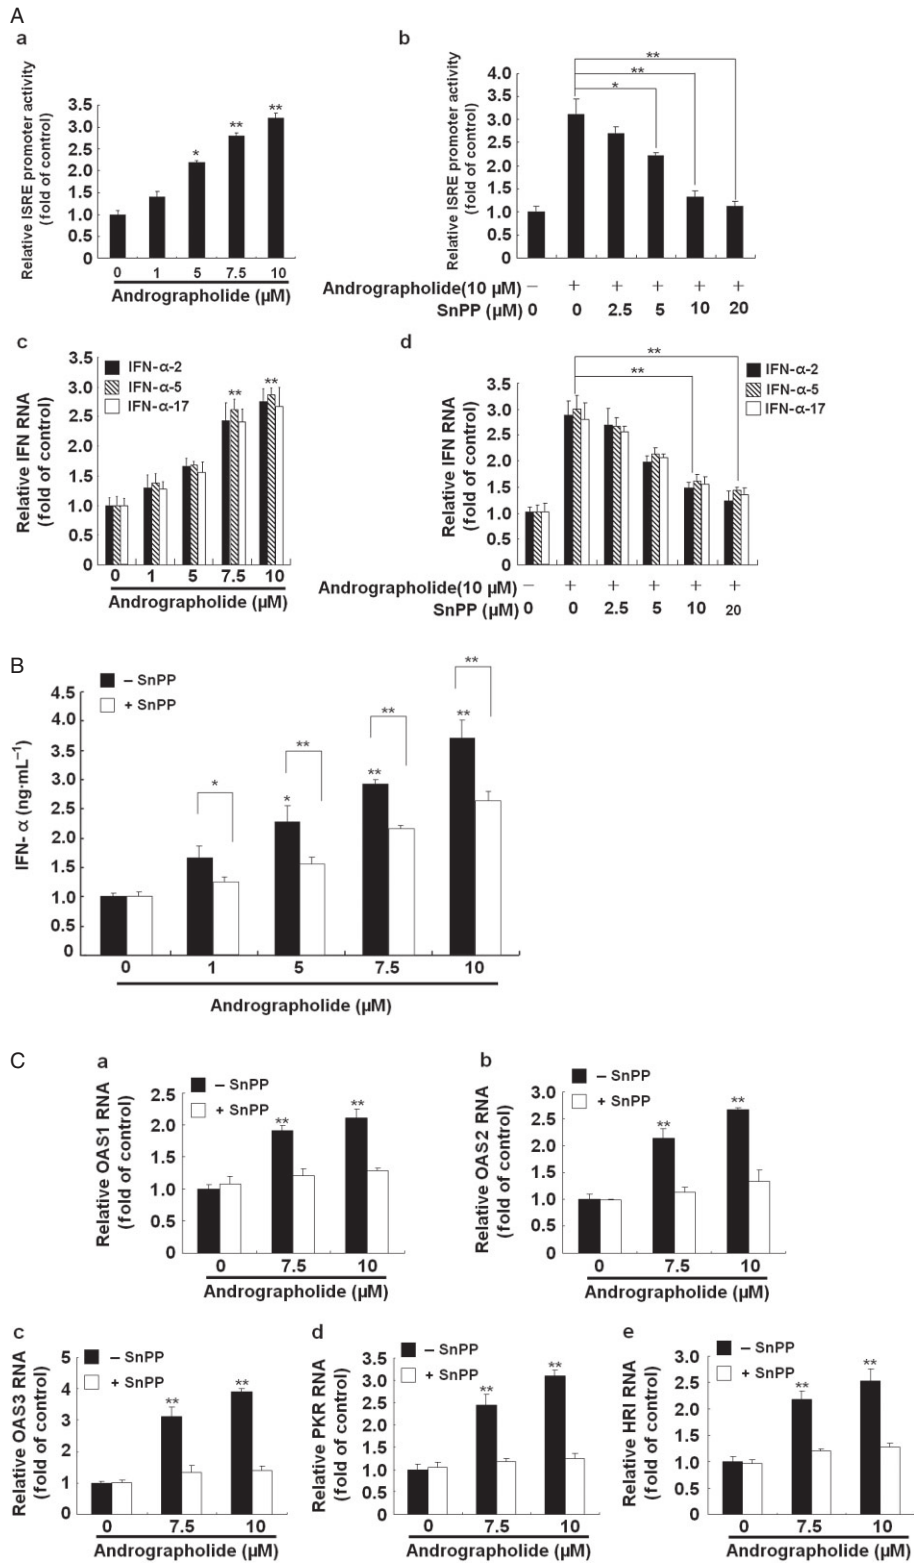 A
a
Relative ISRE promoter activity
(fold of control)
3.5
3.0
2.5
2.0
1.5
1.0
0.5
0
*
**
**
0 1 5 7.5 10
Andrographolide (µM)
b
Relative ISRE promoter activity
(fold of control)
4.0
3.5
3.0
2.5
2.0
1.5
1.0
0.5
0
**
**
*
Andrographolide(10 µM) – + + + + +
SnPP (µM) 0 0 2.5 5 10 20
c
Relative IFN RNA
(fold of control)
3.5
3.0
2.5
2.0
1.5
1.0
0.5
0
IFN-α-2
IFN-α-5
IFN-α-17
**
**
0 1 5 7.5 10
Andrographolide (µM)
d
Relative IFN RNA
(fold of control)
3.5
3.0
2.5
2.0
1.5
1.0
0.5
0
**
**
IFN-α-2
IFN-α-5
IFN-α-17
Andrographolide(10 µM) – + + + + +
SnPP (µM) 0 0 2.5 5 10 20
B
IFN- α (ng·mL–1)
4.5
4.0
3.5
3.0
2.5
2.0
1.5
1.0
0.5
0
– SnPP
+ SnPP
*
**
*
**
**
**
**
0 1 5 7.5 10
Andrographolide (µM)
C
a
Relative OAS1 RNA
(fold of control)
2.5
2.0
1.5
1.0
0.5
0
– SnPP
+ SnPP
**
**
0 7.5 10
Andrographolide (µM)
b
Relative OAS2 RNA
(fold of control)
3.0
2.5
2.0
1.5
1.0
0.5
0
– SnPP
+ SnPP
**
**
0 7.5 10
Andrographolide (µM)
c
Relative OAS3 RNA
(fold of control)
5
4
3
2
1
0
– SnPP
+ SnPP
**
**
0 7.5 10
Andrographolide (µM)
d
Relative PKR RNA
(fold of control)
3.5
3.0
2.5
2.0
1.5
1.0
0.5
0
– SnPP
+ SnPP
**
**
0 7.5 10
Andrographolide (µM)
e
Relative HRI RNA
(fold of control)
3.0
2.5
2.0
1.5
1.0
0.5
0
– SnPP
+ SnPP
**
**
0 7.5 10
Andrographolide (µM)